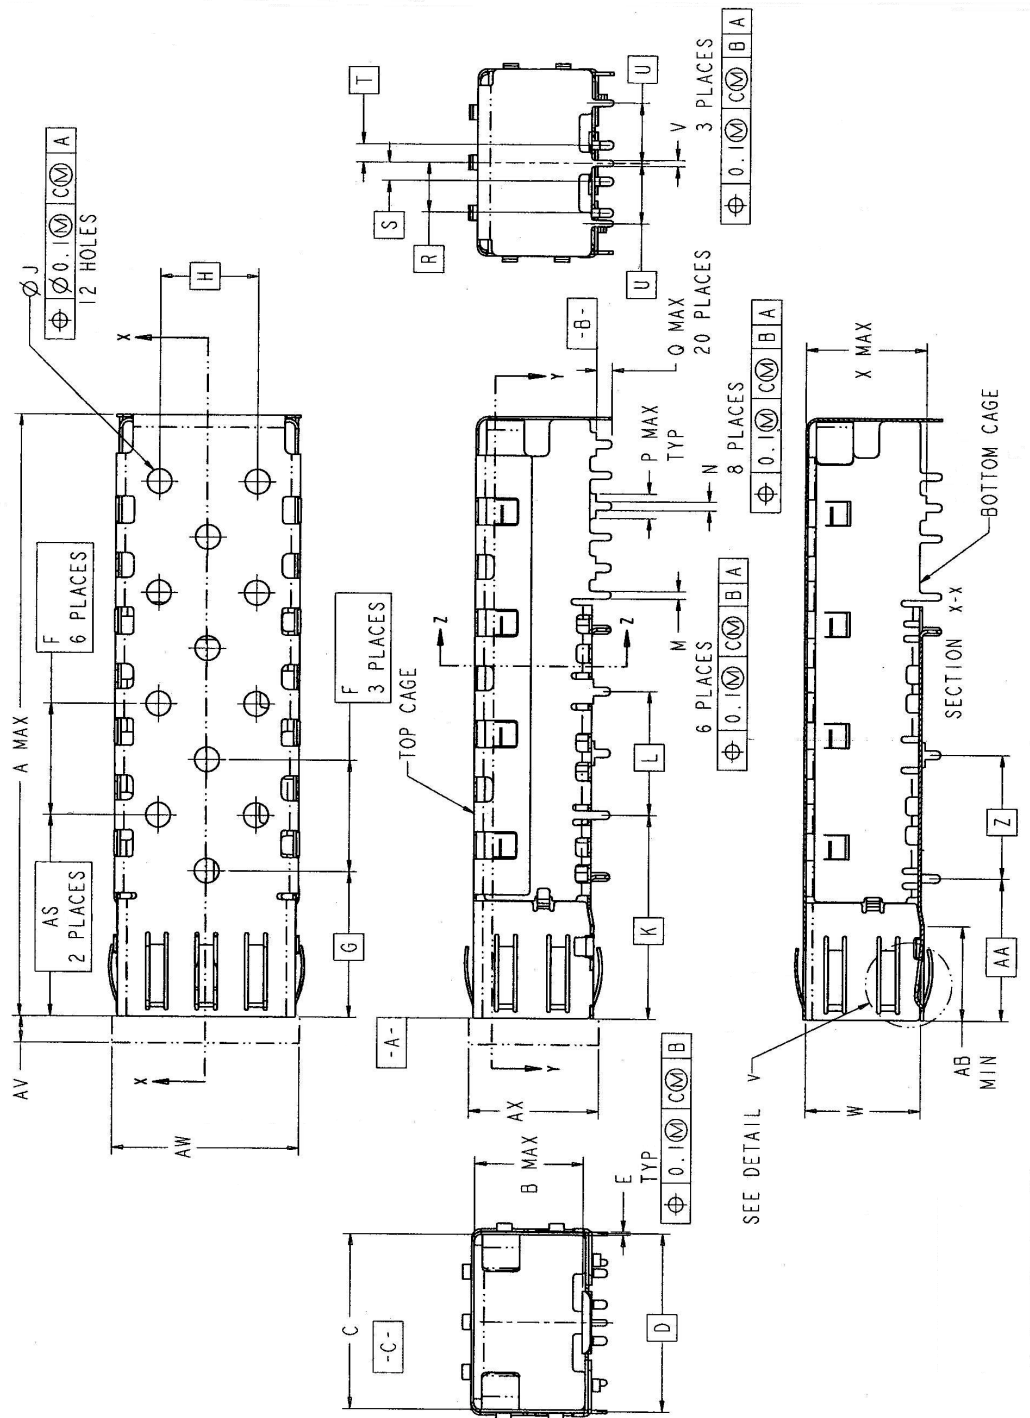 A MAX
AV
AS
2 PLACES
F
6 PLACES
X
X
Ø J
⌖ Ø 0.1Ⓜ CⓂ A
12 HOLES
H
G
F
3 PLACES
AW
T
S
R
U
U
V
3 PLACES
⌖ 0.1Ⓜ CⓂ B A
TOP CAGE
-A-
AX
Y
Y
Z
Z
K
L
M
6 PLACES
⌖ 0.1Ⓜ CⓂ B A
P MAX
TYP
N
8 PLACES
⌖ 0.1Ⓜ CⓂ B A
-B-
Q MAX
20 PLACES
C
-C-
B MAX
D
E
TYP
⌖ 0.1Ⓜ CⓂ B
SEE DETAIL V
W
AB
MIN
AA
Z
X MAX
BOTTOM CAGE
SECTION X-X